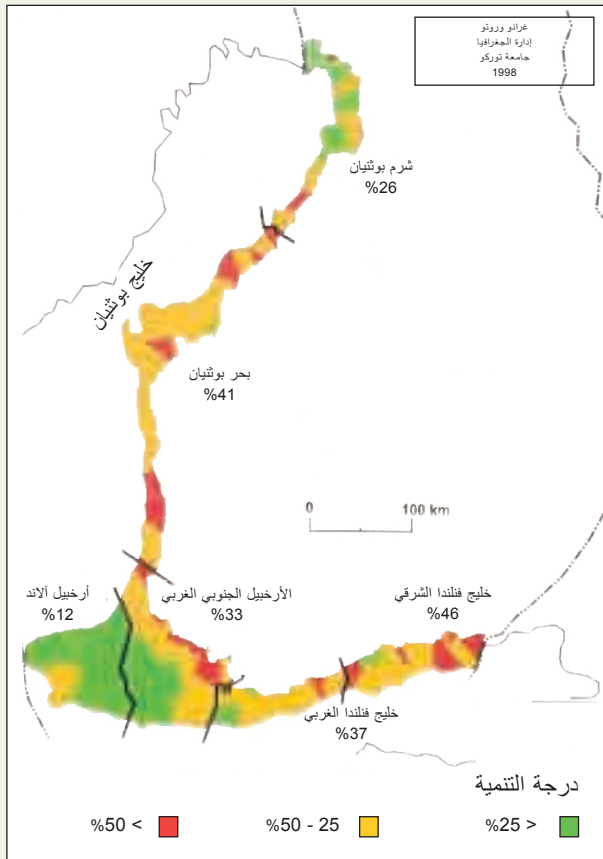 غرانو وروتو
إدارة الجغرافيا
جامعة توركو
1998
شرم بوثنيان
%26
خليج بوثنيان
بحر بوثنيان
%41
0 100 km
أرخبيل آلاند
%12
الأرخبيل الجنوبي الغربي
%33
خليج فنلندا الشرقي
%46
خليج فنلندا الغربي
%37
درجة التنمية
%25 >
%50 - 25
%50 <